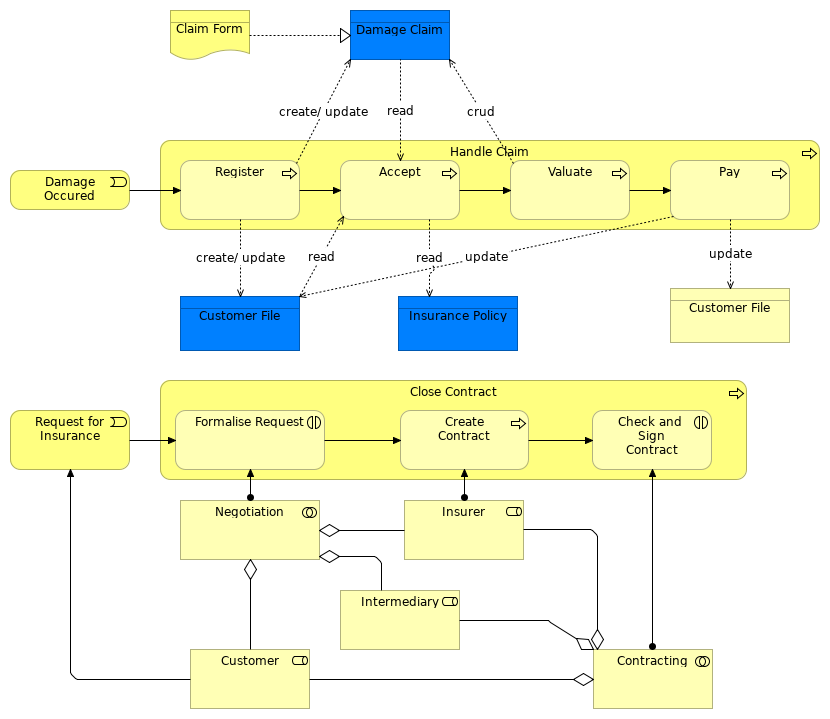 Claim Form
Damage Claim
create/ update
read
crud
Handle Claim
Damage
Occured
Register
Accept
Valuate
Pay
create/ update
read
read
update
update
Customer File
Insurance Policy
Customer File
Close Contract
Request for
Insurance
Formalise Request
Create
Contract
Check and
Sign
Contract
Negotiation
Insurer
Intermediary
Customer
Contracting